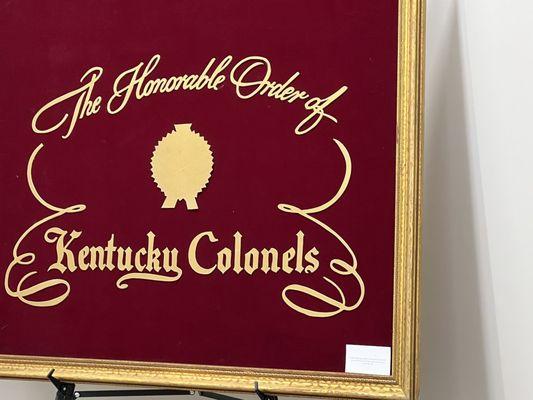 The Honorable Order of
Kentucky Colonels